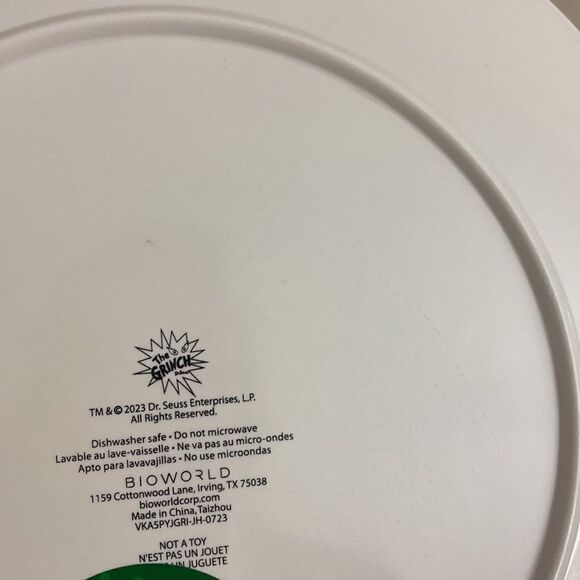 The
GRINCH
TM & © 2023 Dr. Seuss Enterprises, L.P.
All Rights Reserved.
Dishwasher safe • Do not microwave
Lavable au lave-vaisselle • Ne va pas au micro-ondes
Apto para lavavajillas • No use microondas
BIOWORLD
1159 Cottonwood Lane, Irving, TX 75038
bioworldcorp.com
Made in China, Taizhou
VKA5PYJGRI-JH-0723
NOT A TOY
N'EST PAS UN JOUET
UN JUGUETE